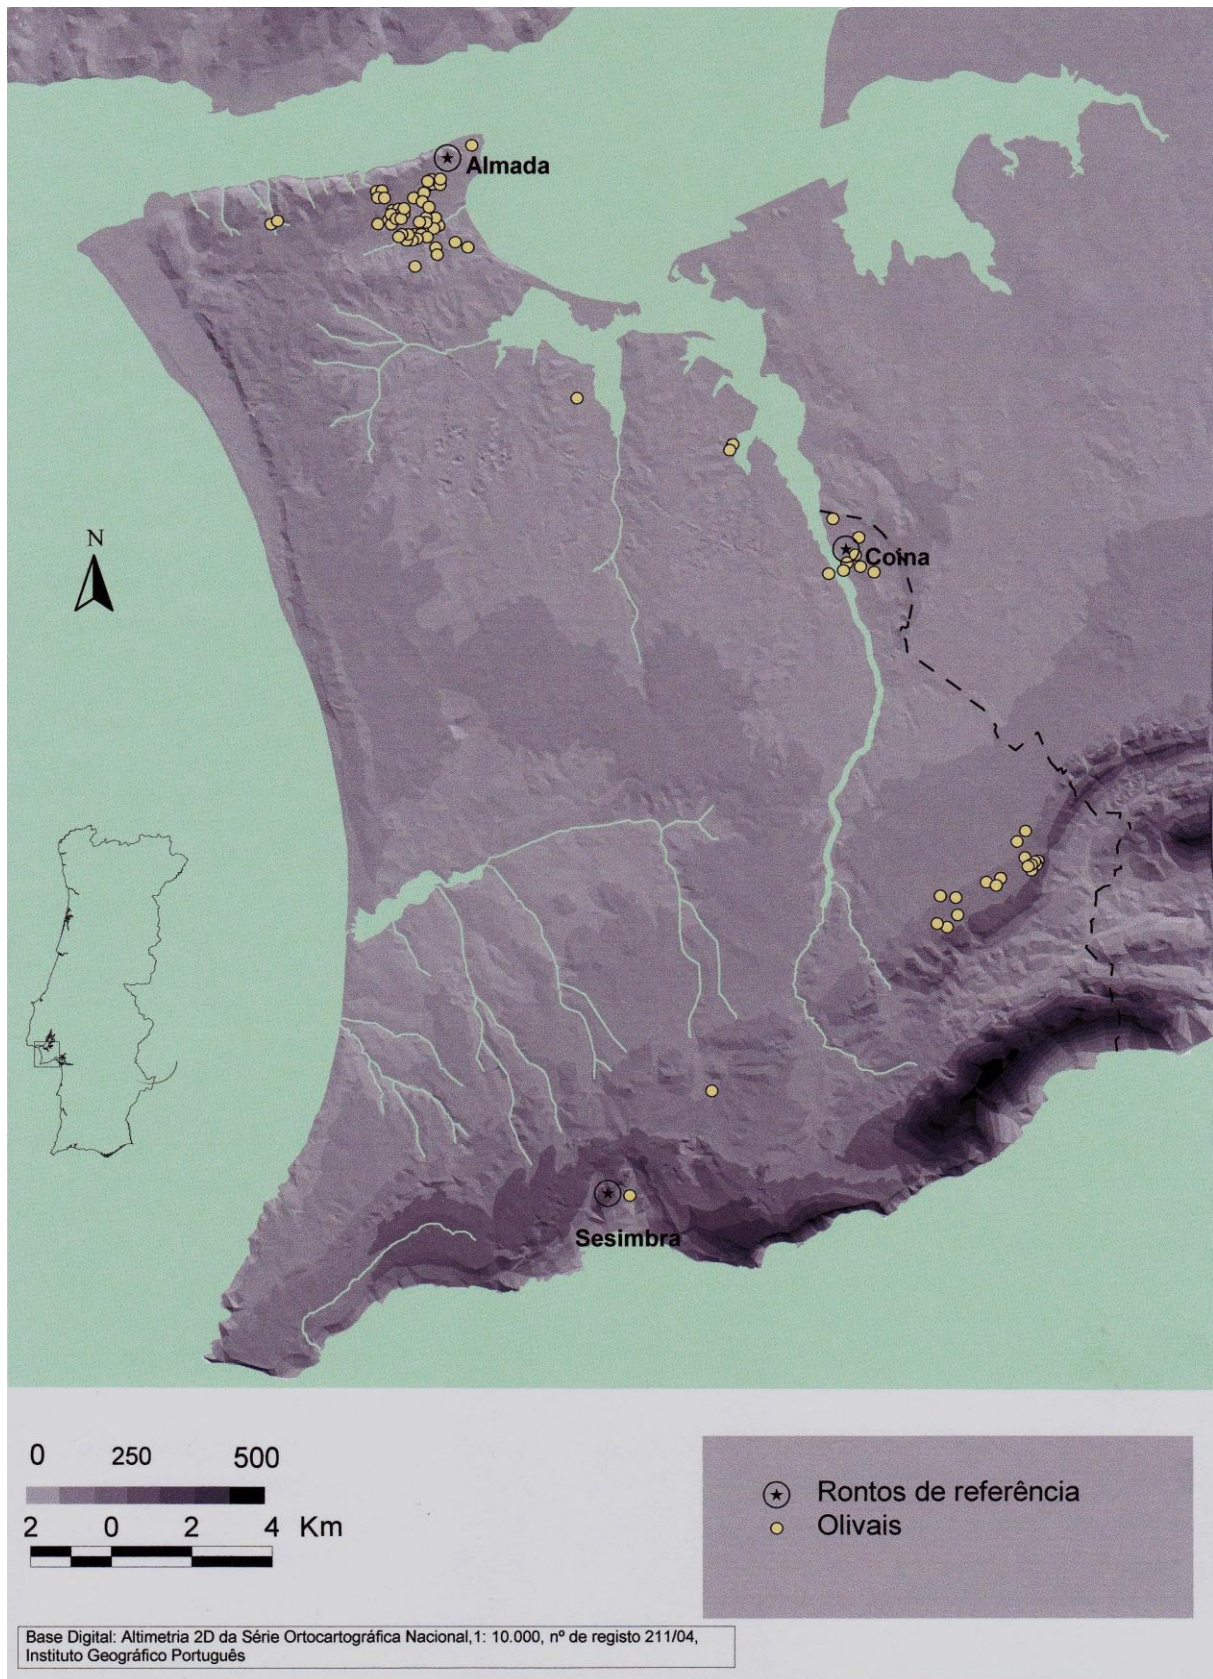 Almada
N
Coina
Sesimbra
0 250 500
2 0 2 4 Km
Rontos de referência
Olivais
Base Digital: Altimetria 2D da Série Ortocartográfica Nacional,1: 10.000, nº de registo 211/04,
Instituto Geográfico Português